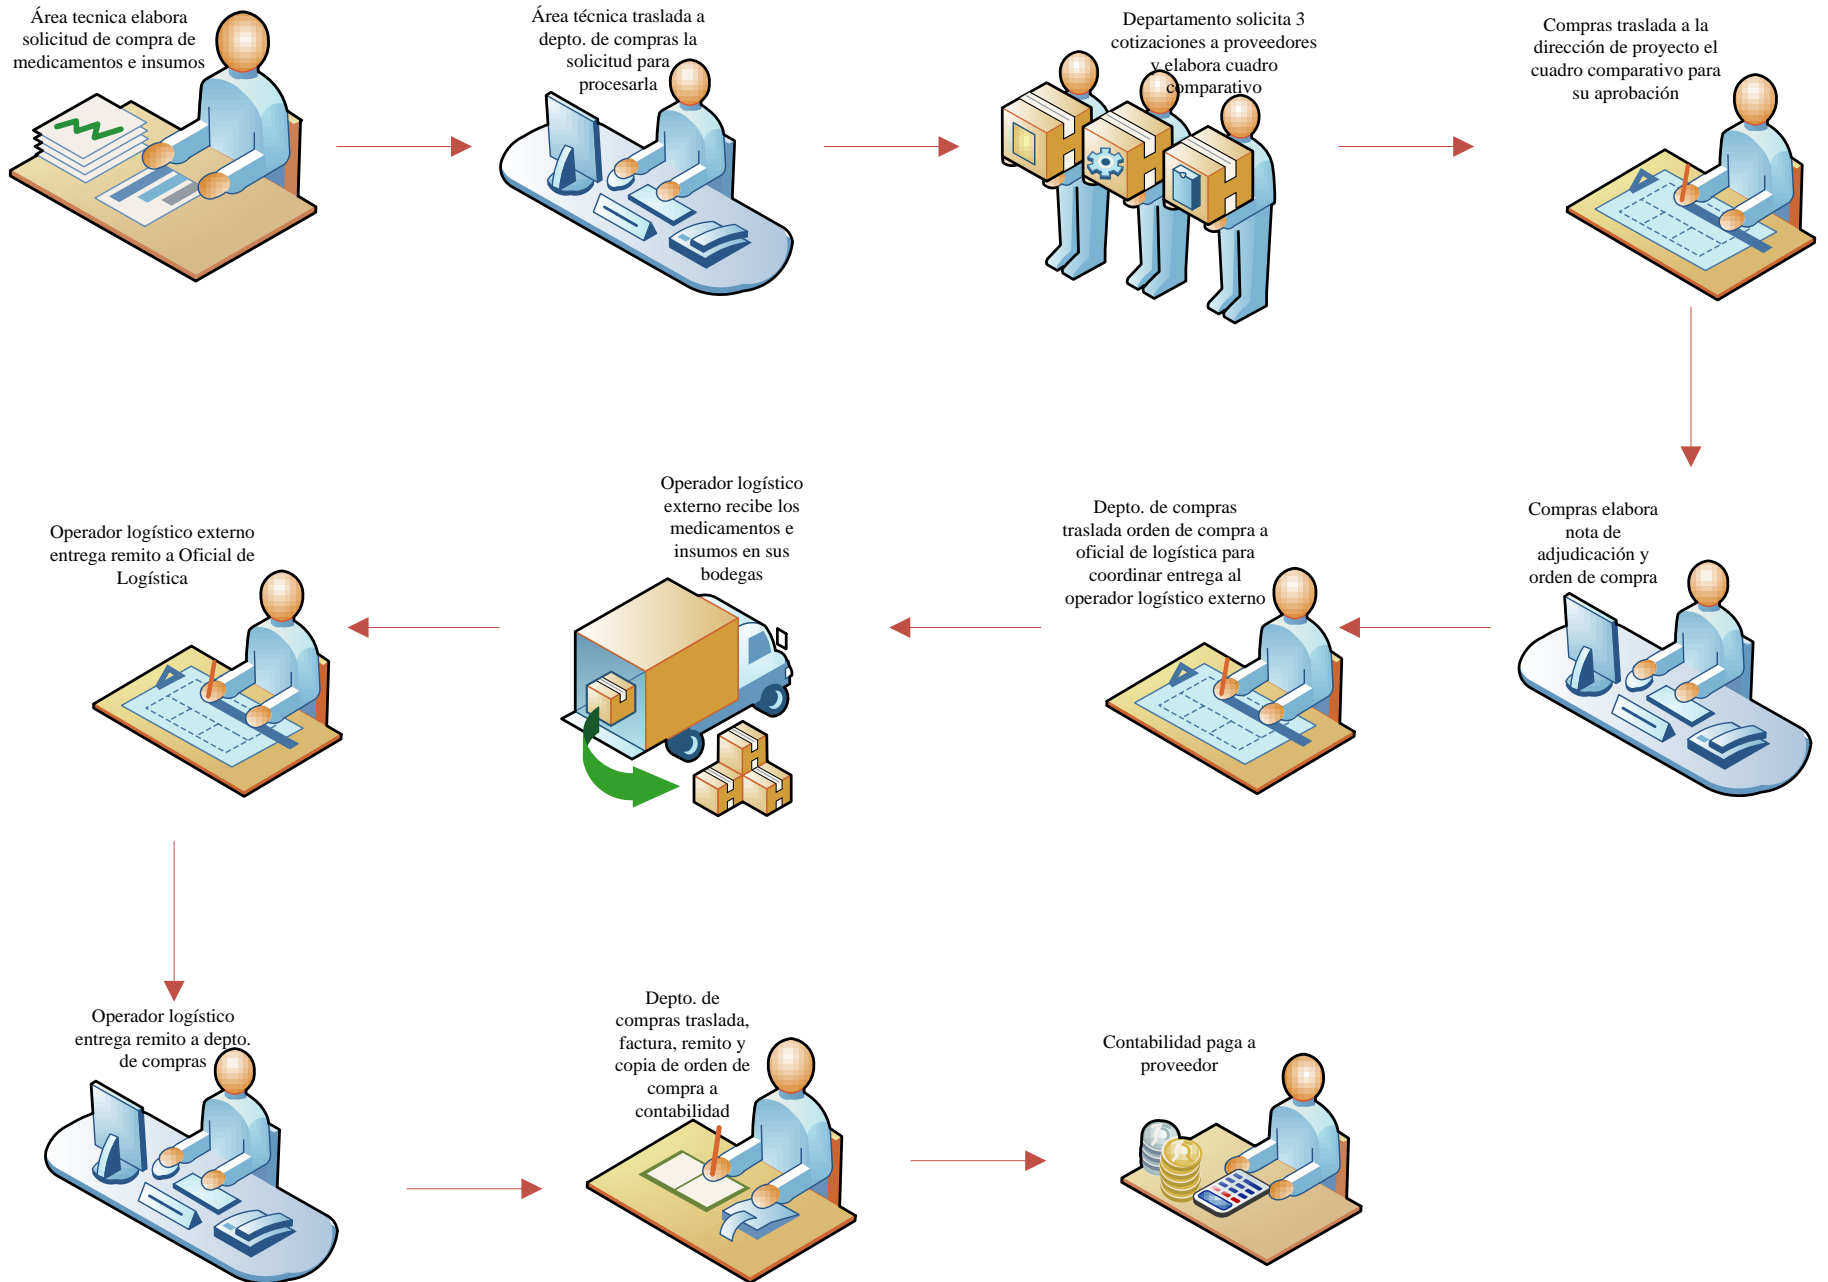 Área tecnica elabora
solicitud de compra de
medicamentos e insumos
Área técnica traslada a
depto. de compras la
solicitud para
procesarla
Departamento solicita 3
cotizaciones a proveedores
y elabora cuadro
comparativo
Compras traslada a la
dirección de proyecto el
cuadro comparativo para
su aprobación
Compras elabora
nota de
adjudicación y
orden de compra
Depto. de compras
traslada orden de compra a
oficial de logística para
coordinar entrega al
operador logístico externo
Operador logístico
externo recibe los
medicamentos e
insumos en sus
bodegas
Operador logístico externo
entrega remito a Oficial de
Logística
Operador logístico
entrega remito a depto.
de compras
Depto. de
compras traslada,
factura, remito y
copia de orden de
compra a
contabilidad
Contabilidad paga a
proveedor